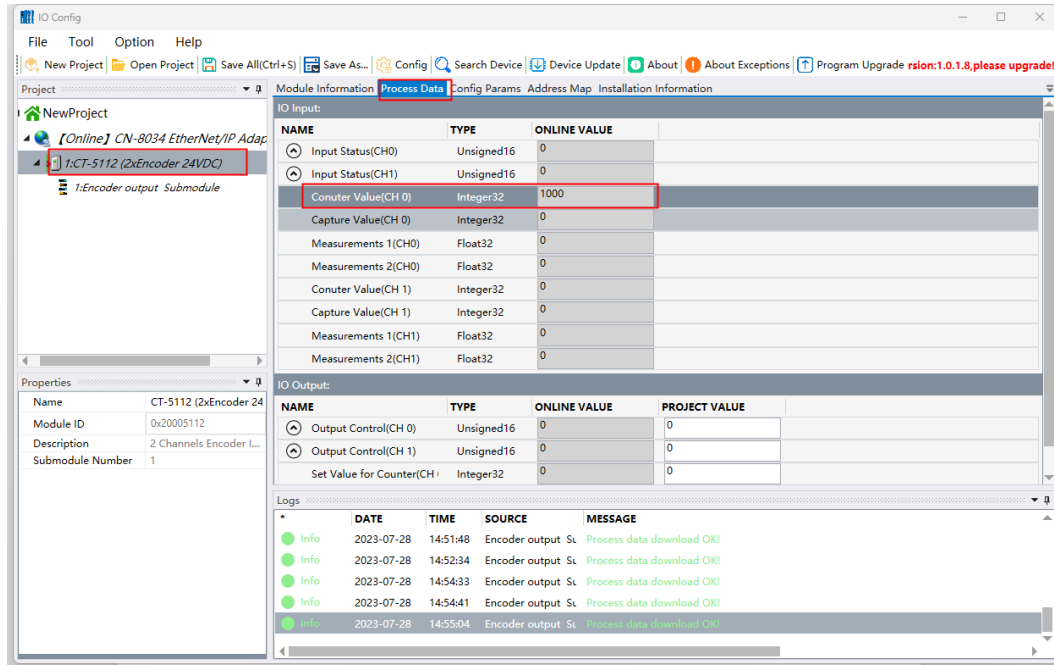 IO Config
File Tool Option Help
New Project Open Project Save All(Ctrl+S) Save As... Config Search Device Device Update About About Exceptions Program Upgrade rsion:1.0.1.8,please upgrade!
Project
Module Information Process Data Config Params Address Map Installation Information
NewProject
【Online】CN-8034 EtherNet/IP Adap
1:CT-5112 (2xEncoder 24VDC)
1:Encoder output Submodule
IO Input:
NAME TYPE ONLINE VALUE
Input Status(CH0) Unsigned16 0
Input Status(CH1) Unsigned16 0
Conuter Value(CH 0) Integer32 1000
Capture Value(CH 0) Integer32 0
Measurements 1(CH0) Float32 0
Measurements 2(CH0) Float32 0
Conuter Value(CH 1) Integer32 0
Capture Value(CH 1) Integer32 0
Measurements 1(CH1) Float32 0
Measurements 2(CH1) Float32 0
Properties
Name CT-5112 (2xEncoder 24
Module ID 0x20005112
Description 2 Channels Encoder I...
Submodule Number 1
IO Output:
NAME TYPE ONLINE VALUE PROJECT VALUE
Output Control(CH 0) Unsigned16 0 0
Output Control(CH 1) Unsigned16 0 0
Set Value for Counter(CH Integer32 0 0
Logs
* DATE TIME SOURCE MESSAGE
Info 2023-07-28 14:51:48 Encoder output Su Process data download OK!
Info 2023-07-28 14:52:34 Encoder output Su Process data download OK!
Info 2023-07-28 14:54:33 Encoder output Su Process data download OK!
Info 2023-07-28 14:54:41 Encoder output Su Process data download OK!
Info 2023-07-28 14:55:04 Encoder output Su Process data download OK!